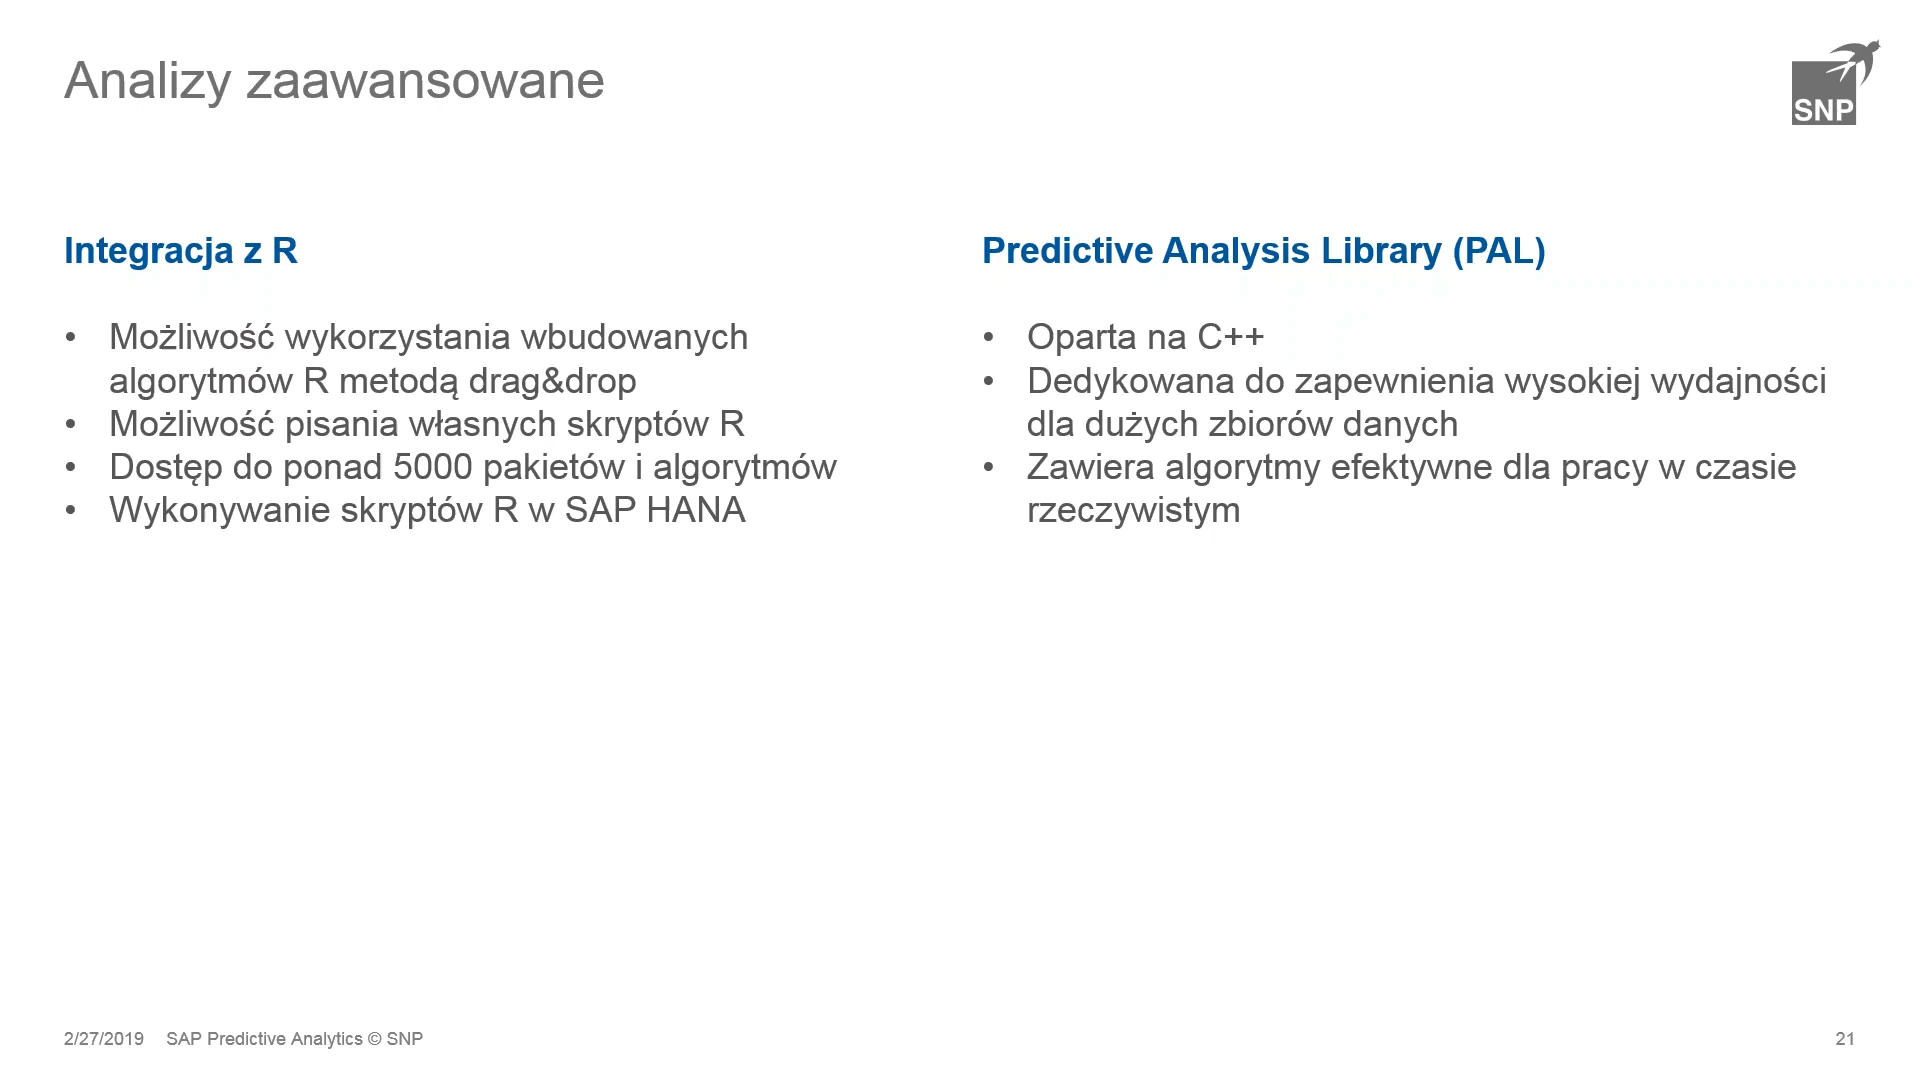 Analizy zaawansowane
SNP
Integracja z R
• Możliwość wykorzystania wbudowanych
algorytmów R metodą drag&drop
• Możliwość pisania własnych skryptów R
• Dostęp do ponad 5000 pakietów i algorytmów
• Wykonywanie skryptów R w SAP HANA
Predictive Analysis Library (PAL)
• Oparta na C++
• Dedykowana do zapewnienia wysokiej wydajności
dla dużych zbiorów danych
• Zawiera algorytmy efektywne dla pracy w czasie
rzeczywistym
2/27/2019 SAP Predictive Analytics © SNP
21